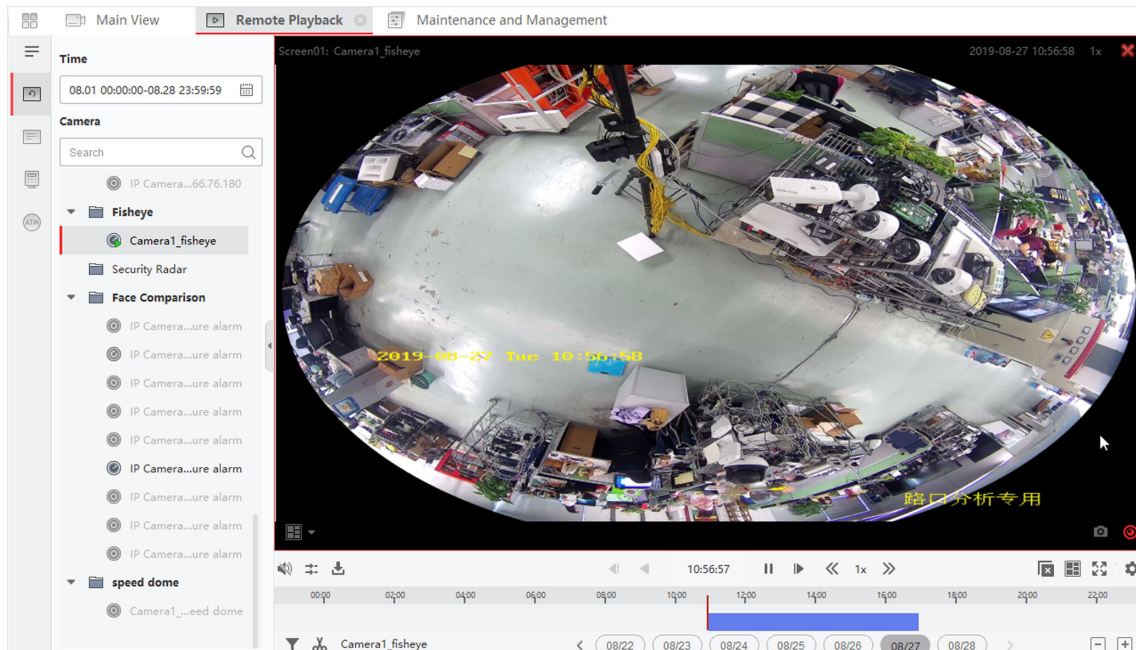 Main View
Remote Playback
Maintenance and Management
Time
08.01 00:00:00-08.28 23:59:59
Camera
Search
IP Camera...66.76.180
Fisheye
Camera1_fisheye
Security Radar
Face Comparison
IP Camera...ure alarm
IP Camera...ure alarm
IP Camera...ure alarm
IP Camera...ure alarm
IP Camera...ure alarm
IP Camera...ure alarm
IP Camera...ure alarm
IP Camera...ure alarm
IP Camera...ure alarm
speed dome
Camera1_...eed dome
ATM
Screen01: Camera1_fisheye
2019-08-27 10:56:58 1x
2019-08-27 Tue 10:56:58
路口分析专用
10:56:57
1x
00:00 02:00 04:00 06:00 08:00 10:00 12:00 14:00 16:00 18:00 20:00 22:00
Camera1_fisheye
08/22 08/23 08/24 08/25 08/26 08/27 08/28